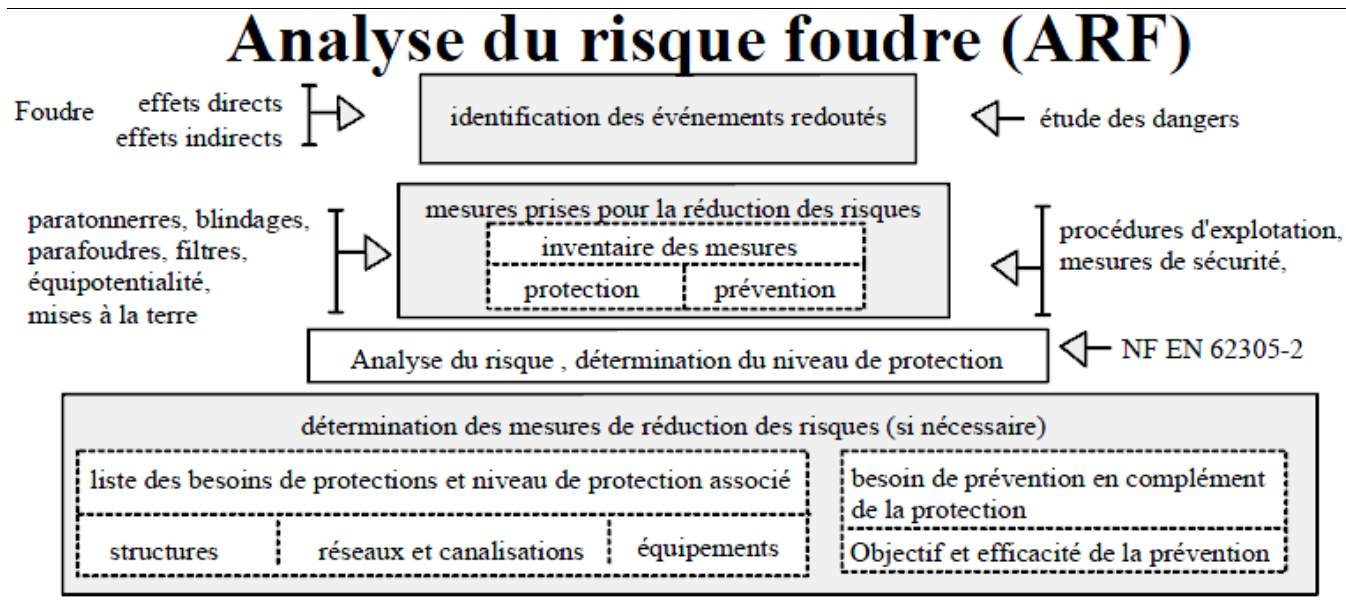 Analyse du risque foudre (ARF)
Foudre
effets directs
effets indirects
identification des événements redoutés
étude des dangers
paratonnerres, blindages,
parafoudres, filtres,
équipotentialité,
mises à la terre
mesures prises pour la réduction des risques
inventaire des mesures
protection
prévention
procédures d'explotation,
mesures de sécurité,
Analyse du risque , détermination du niveau de protection
NF EN 62305-2
détermination des mesures de réduction des risques (si nécessaire)
liste des besoins de protections et niveau de protection associé
structures
réseaux et canalisations
équipements
besoin de prévention en complément
de la protection
Objectif et efficacité de la prévention